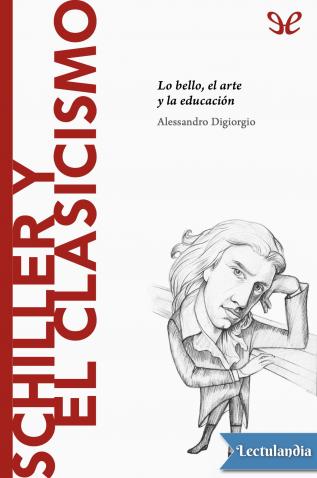 Lo bello, el arte
y la educación
Alessandro Digiorgio
SCHILLER Y
EL CLASICISMO
Lectulandia